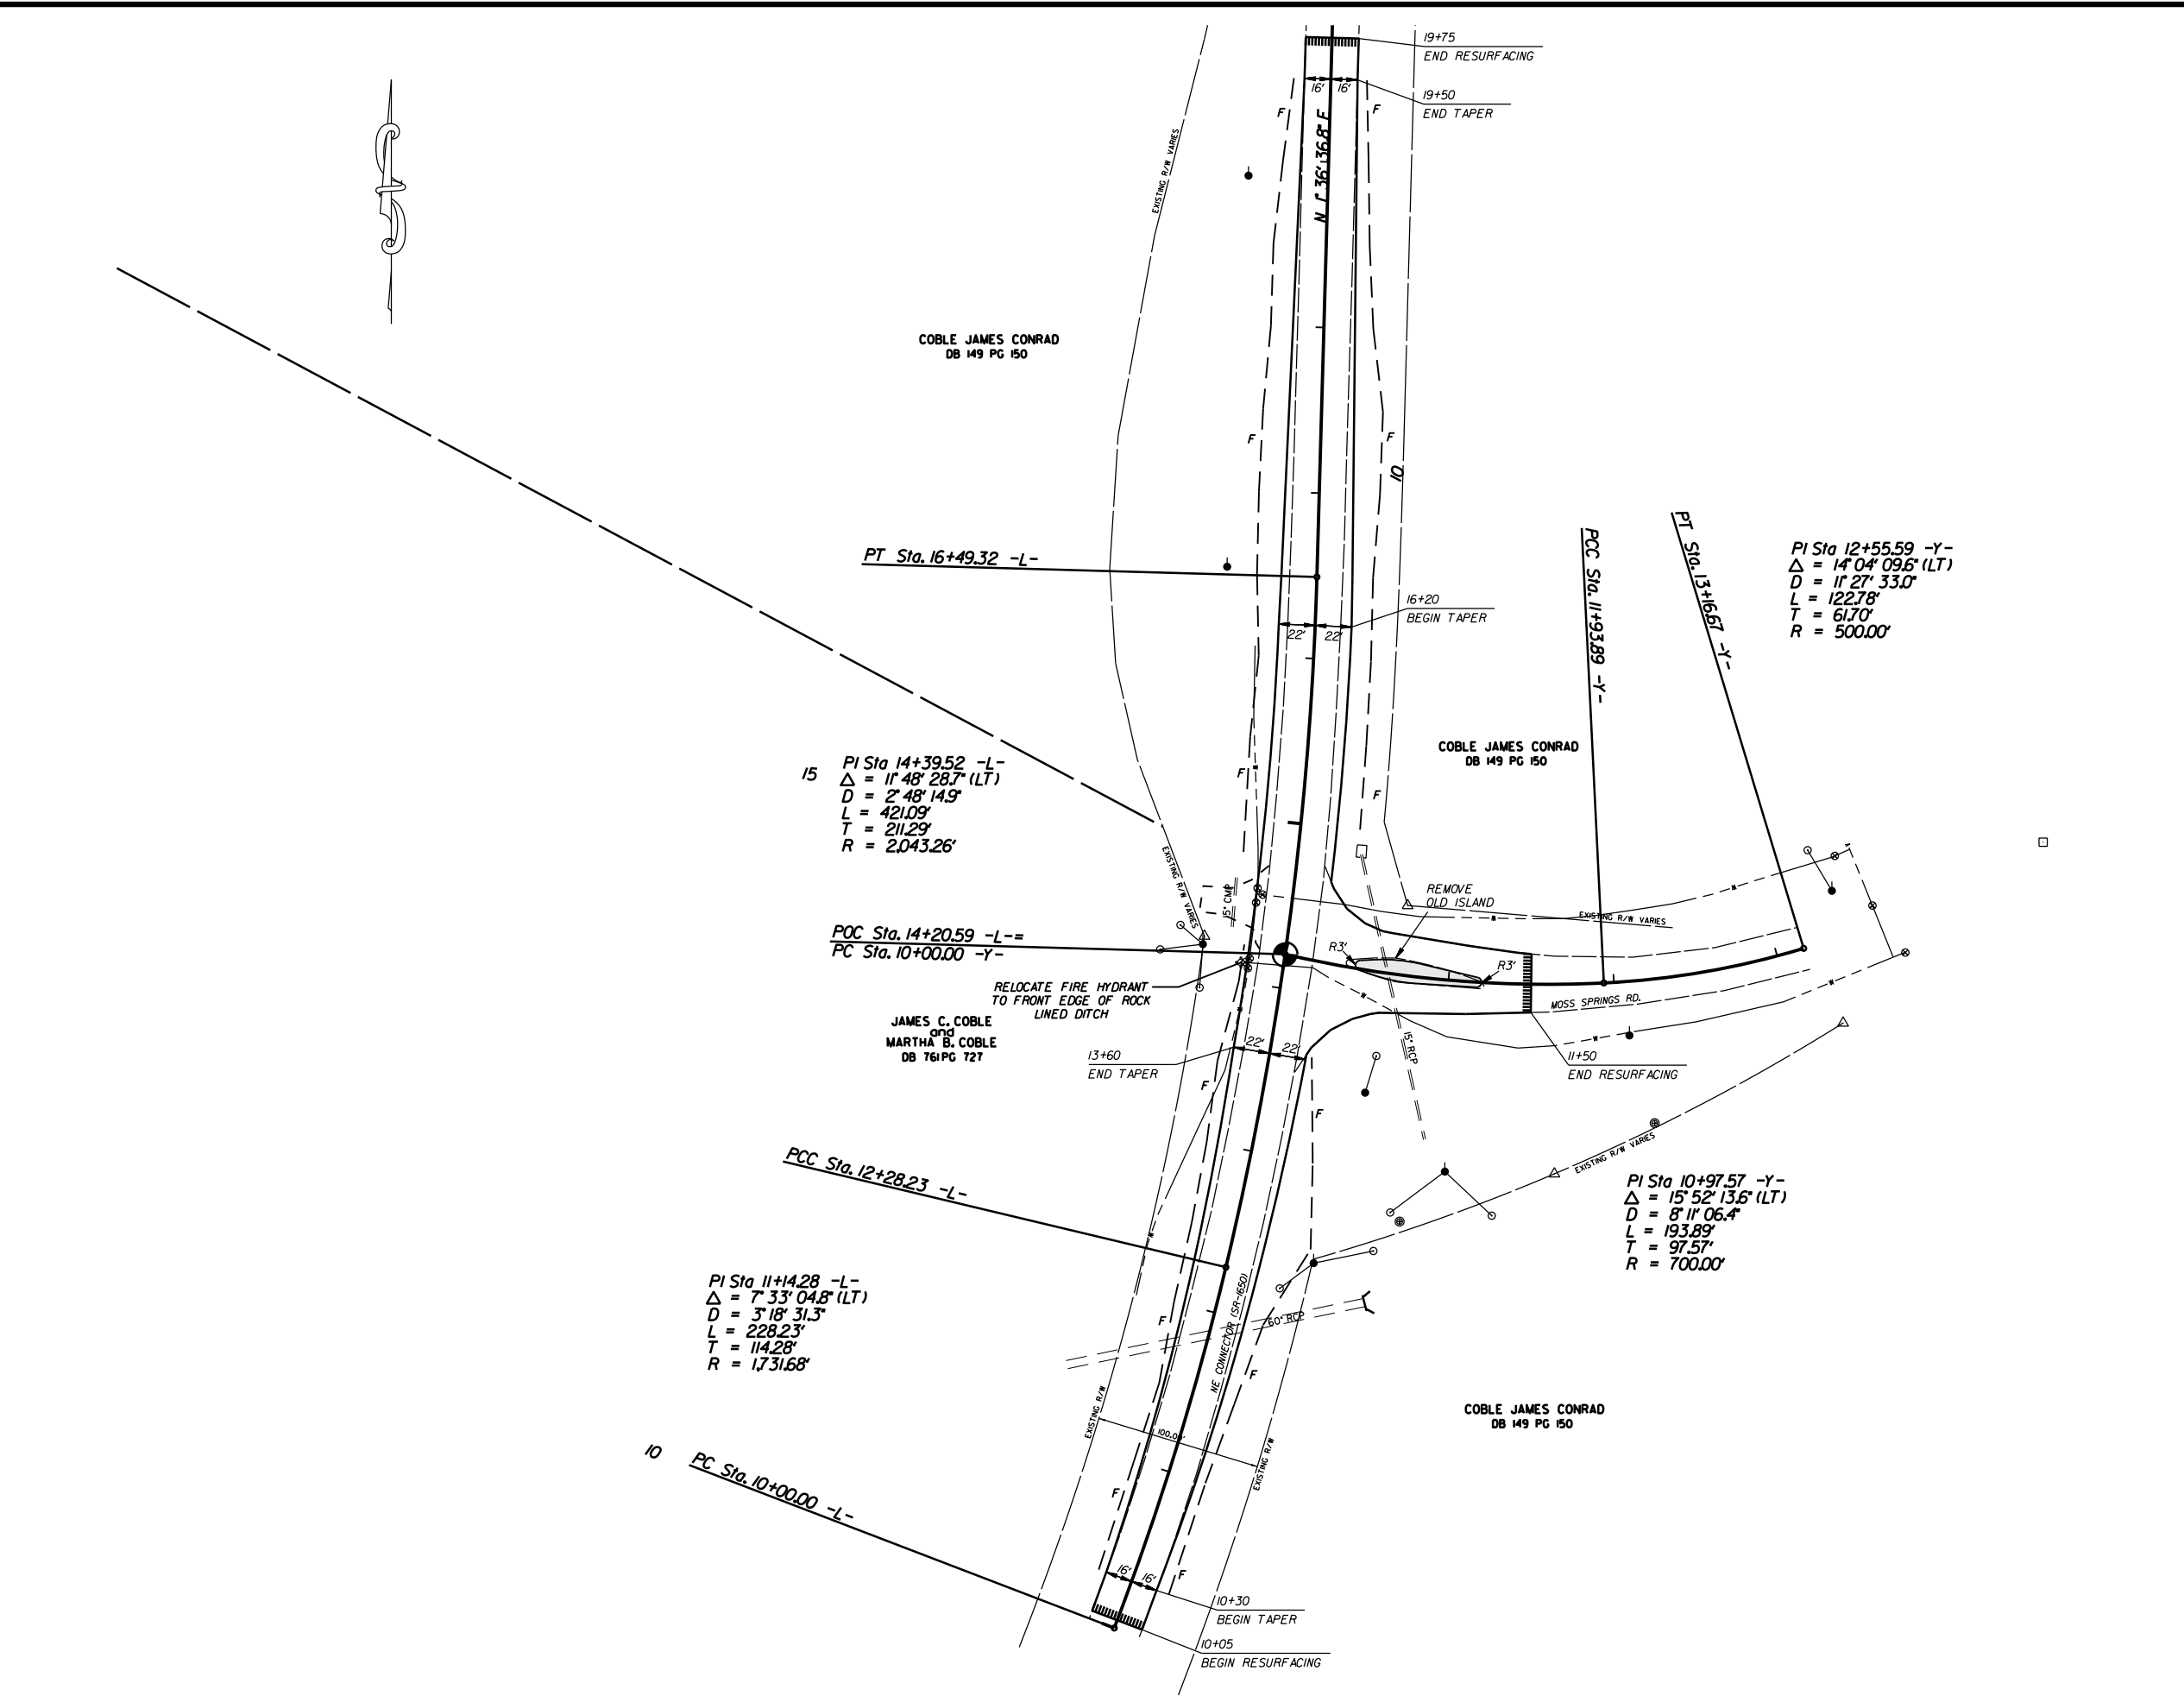 19+75
END RESURFACING
19+50
END TAPER
16' 16'
F
F
N 1° 36' 36.8" E
EXISTING R/W VARIES
COBLE JAMES CONRAD
DB 149 PG 150
F
F
10
PT Sta. 16+49.32 -L-
16+20
BEGIN TAPER
22' 22'
PCC Sta. 11+93.89 -Y-
PT Sta. 13+16.67 -Y-
PI Sta 12+55.59 -Y-
△ = 14° 04' 09.6" (LT)
D = 11° 27' 33.0"
L = 122.78'
T = 61.70'
R = 500.00'
COBLE JAMES CONRAD
DB 149 PG 150
15
PI Sta 14+39.52 -L-
△ = 11° 48' 28.7" (LT)
D = 2° 48' 14.9"
L = 421.09'
T = 211.29'
R = 2,043.26'
F
F
EXISTING R/W VARIES
15" CMP
REMOVE
OLD ISLAND
EXISTING R/W VARIES
POC Sta. 14+20.59 -L-=
PC Sta. 10+00.00 -Y-
R3'
R3'
RELOCATE FIRE HYDRANT
TO FRONT EDGE OF ROCK
LINED DITCH
MOSS SPRINGS RD.
JAMES C. COBLE
and
MARTHA B. COBLE
DB 761 PG 727
22' 22'
15" RCP
13+60
END TAPER
11+50
END RESURFACING
F
F
EXISTING R/W VARIES
PCC Sta. 12+28.23 -L-
PI Sta 10+97.57 -Y-
△ = 15° 52' 13.6" (LT)
D = 8° 11' 06.4"
L = 193.89'
T = 97.57'
R = 700.00'
PI Sta 11+14.28 -L-
△ = 7° 33' 04.8" (LT)
D = 3° 18' 31.3"
L = 228.23'
T = 114.28'
R = 1,731.68'
F
60" RCP
NE CONNECTOR (SR-1650)
F
EXISTING R/W
100.00'
EXISTING R/W
COBLE JAMES CONRAD
DB 149 PG 150
10
PC Sta. 10+00.00 -L-
F
F
16' 16'
10+30
BEGIN TAPER
10+05
BEGIN RESURFACING